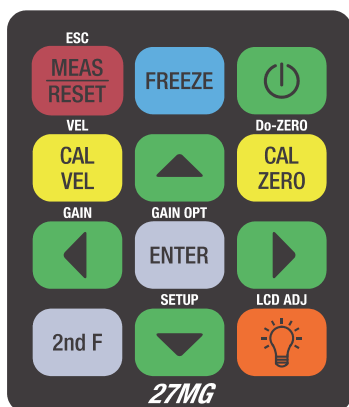 ESC
MEAS
RESET
FREEZE
VEL
Do-ZERO
CAL
VEL
CAL
ZERO
GAIN
GAIN OPT
ENTER
SETUP
LCD ADJ
2nd F
27MG